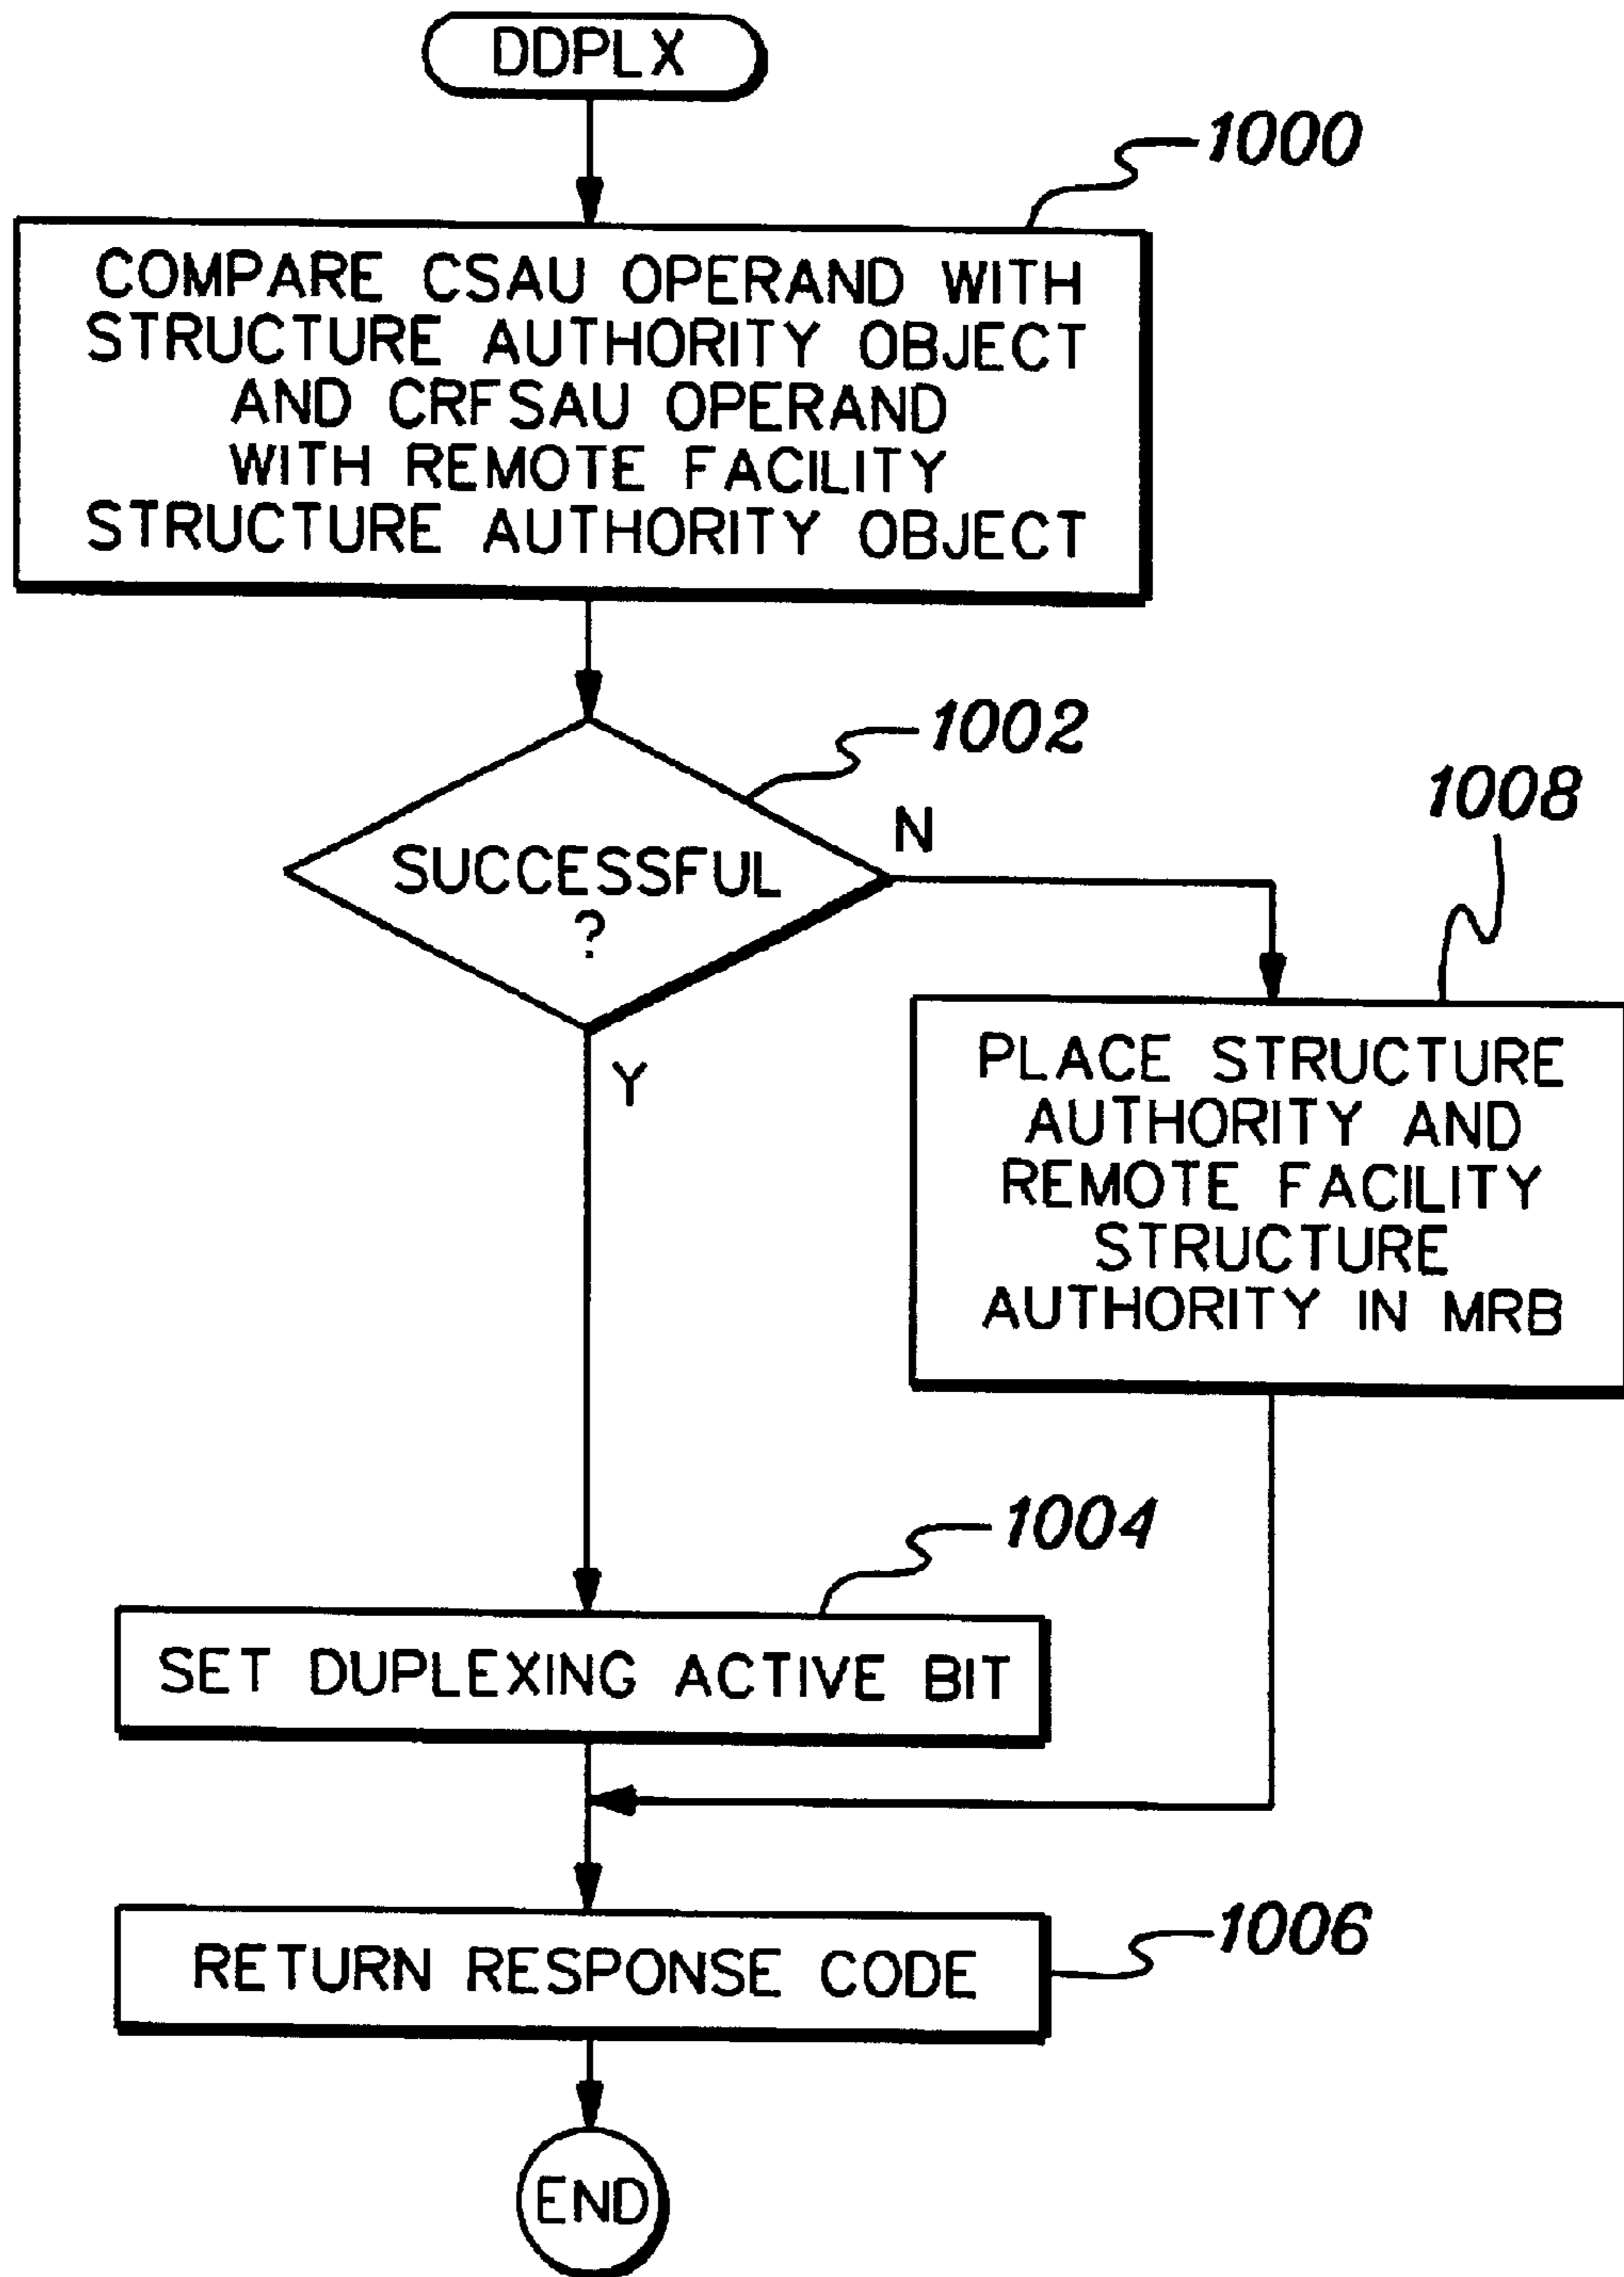 DDPLX
1000
COMPARE CSAU OPERAND WITH
STRUCTURE AUTHORITY OBJECT
AND CRFSAU OPERAND
WITH REMOTE FACILITY
STRUCTURE AUTHORITY OBJECT
1002
SUCCESSFUL
?
N
Y
1008
PLACE STRUCTURE
AUTHORITY AND
REMOTE FACILITY
STRUCTURE
AUTHORITY IN MRB
1004
SET DUPLEXING ACTIVE BIT
RETURN RESPONSE CODE
1006
END